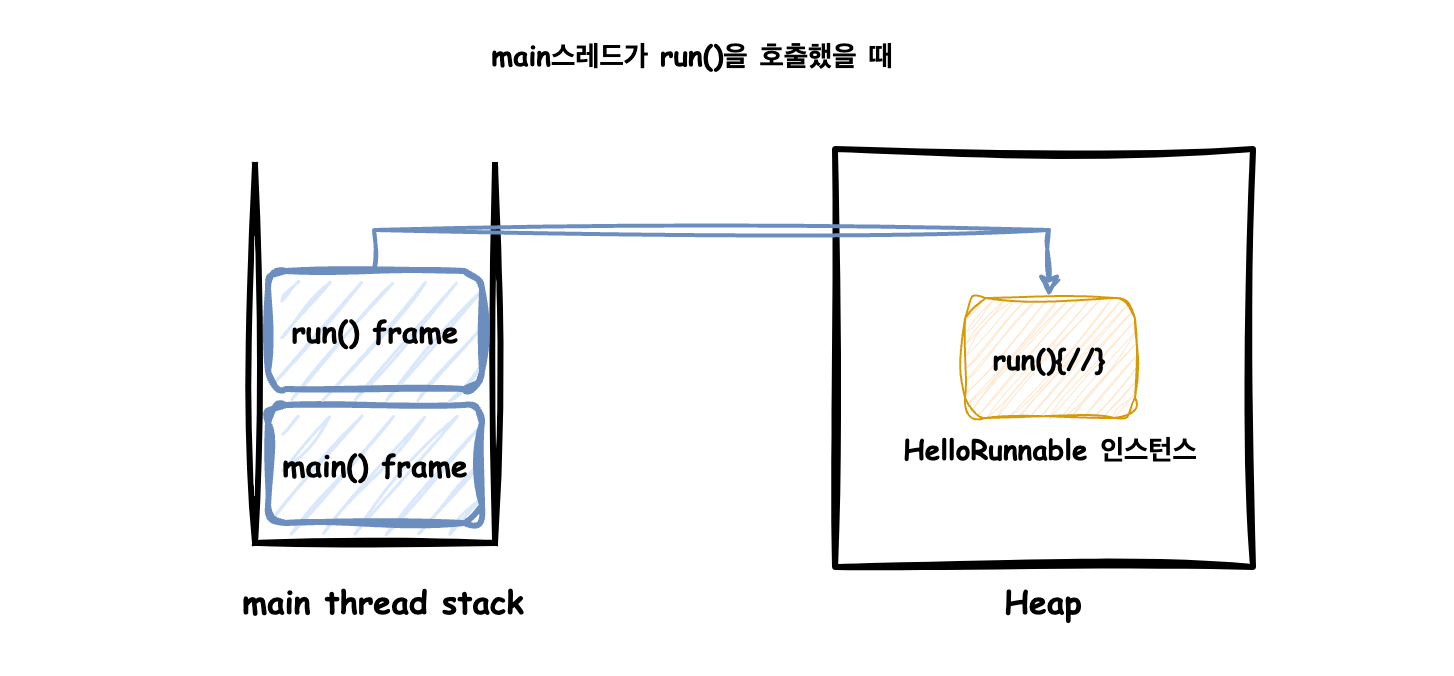 main스레드가 run()을 호출했을 때
run() frame
main() frame
main thread stack
run(){//}
HelloRunnable 인스턴스
Heap